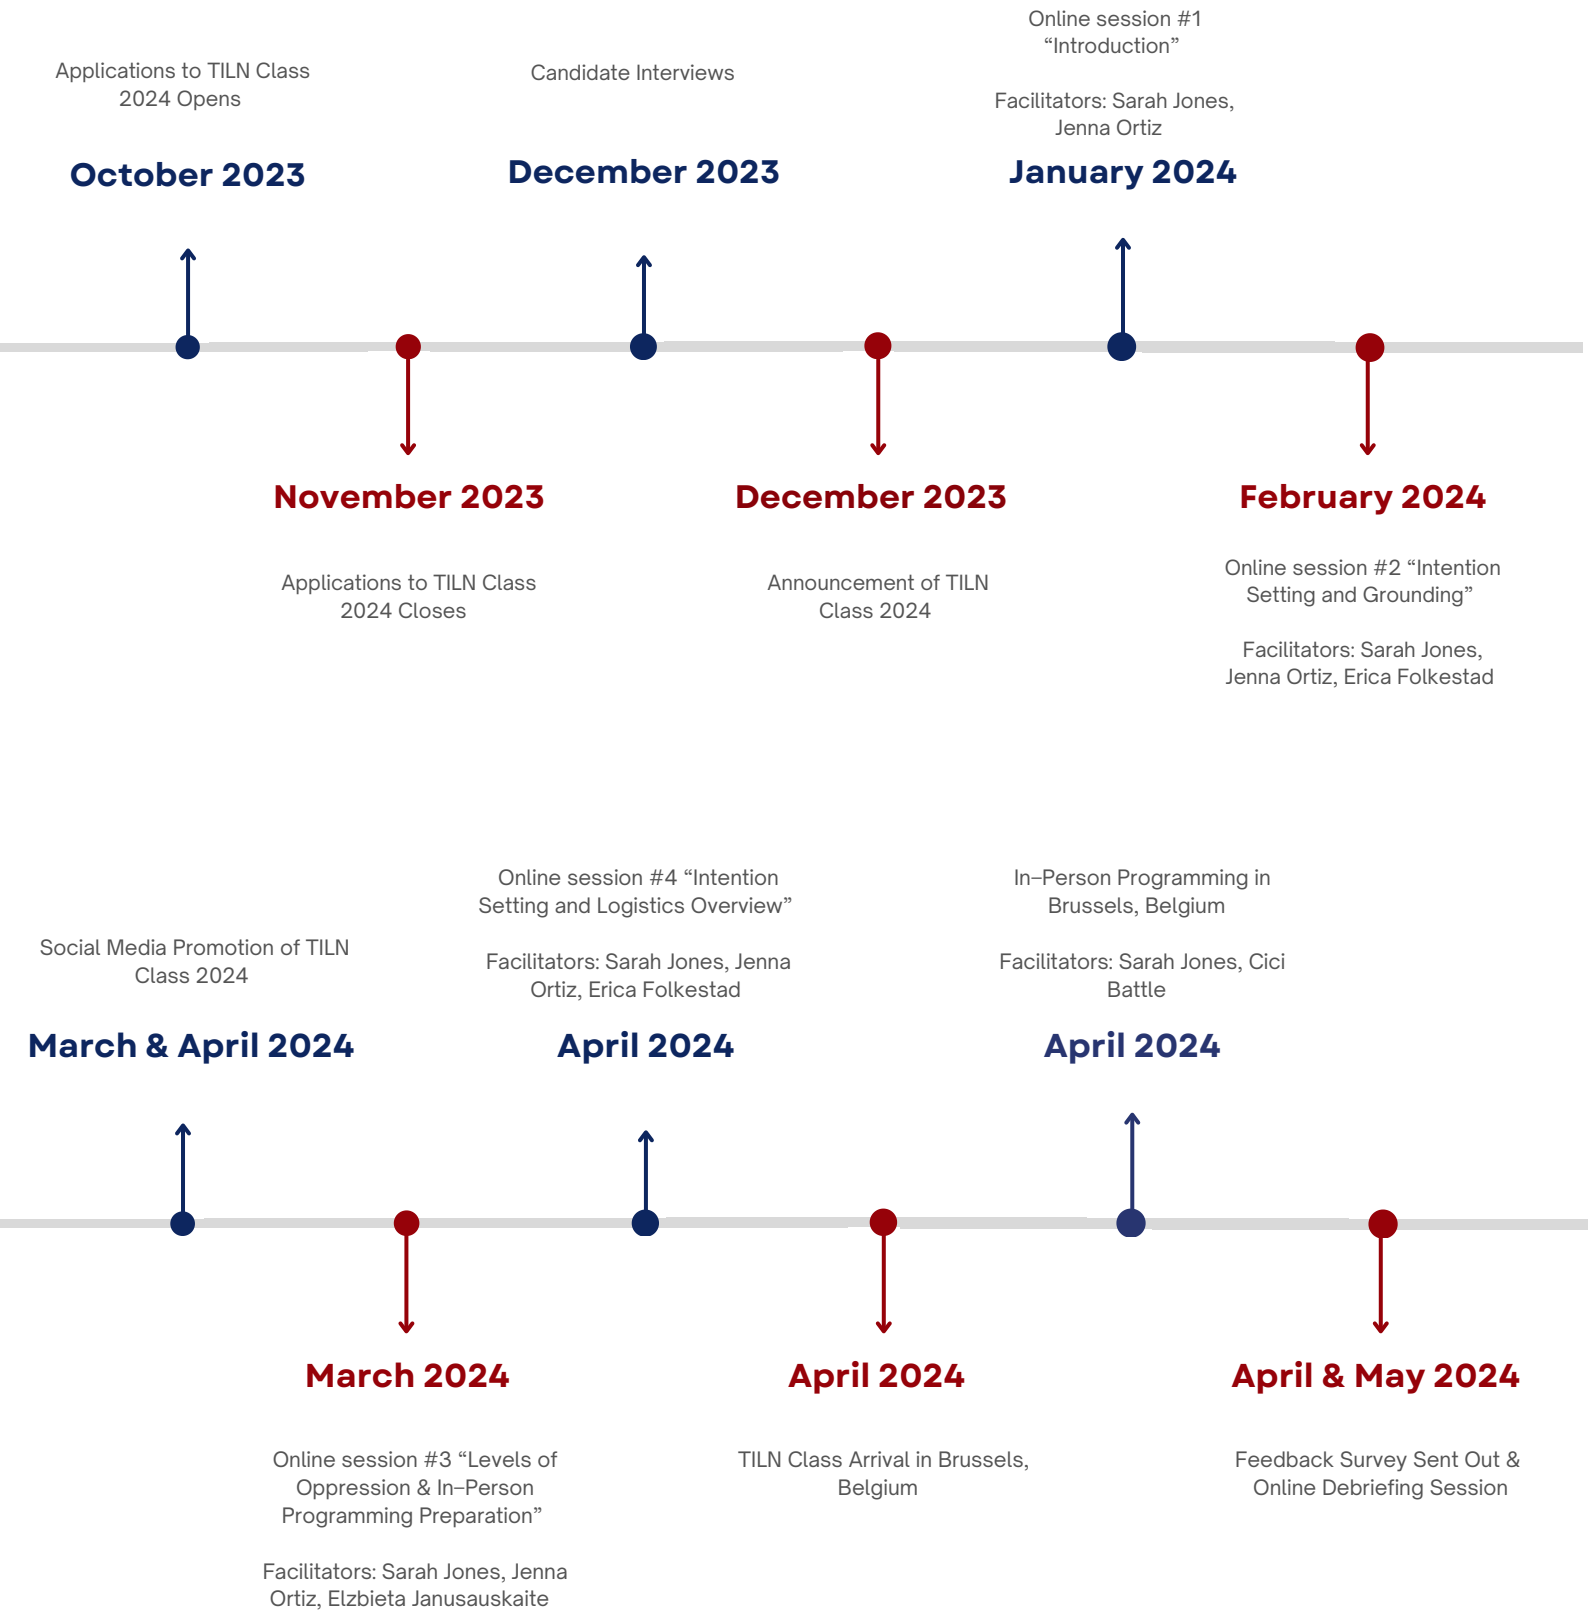 Applications to TILN Class
2024 Opens
October 2023
November 2023
Applications to TILN Class
2024 Closes
Candidate Interviews
December 2023
December 2023
Announcement of TILN
Class 2024
Online session #1
“Introduction”
Facilitators: Sarah Jones,
Jenna Ortiz
January 2024
February 2024
Online session #2 “Intention
Setting and Grounding”
Facilitators: Sarah Jones,
Jenna Ortiz, Erica Folkestad
Social Media Promotion of TILN
Class 2024
March & April 2024
March 2024
Online session #3 “Levels of
Oppression & In–Person
Programming Preparation”
Facilitators: Sarah Jones, Jenna
Ortiz, Elzbieta Janusauskaite
Online session #4 “Intention
Setting and Logistics Overview”
Facilitators: Sarah Jones, Jenna
Ortiz, Erica Folkestad
April 2024
April 2024
TILN Class Arrival in Brussels,
Belgium
In–Person Programming in
Brussels, Belgium
Facilitators: Sarah Jones, Cici
Battle
April 2024
April & May 2024
Feedback Survey Sent Out &
Online Debriefing Session